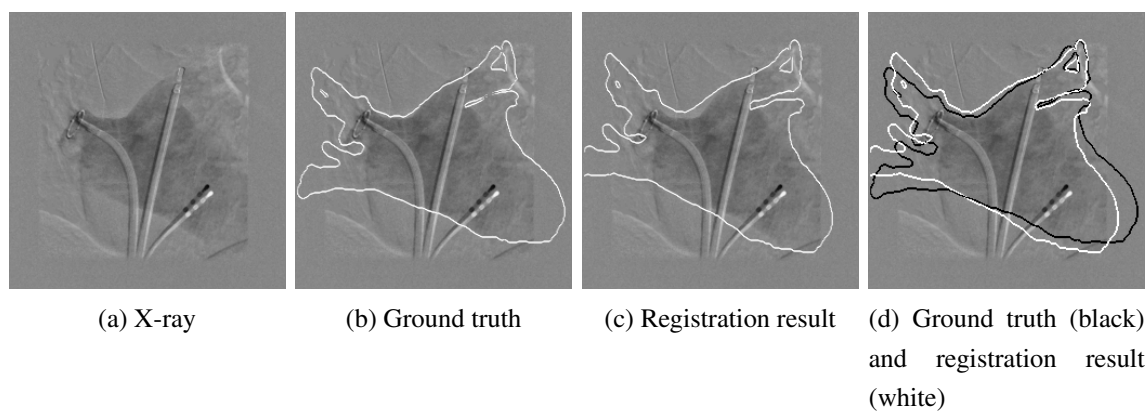 (a) X-ray
(b) Ground truth
(c) Registration result
(d) Ground truth (black)
and registration result
(white)